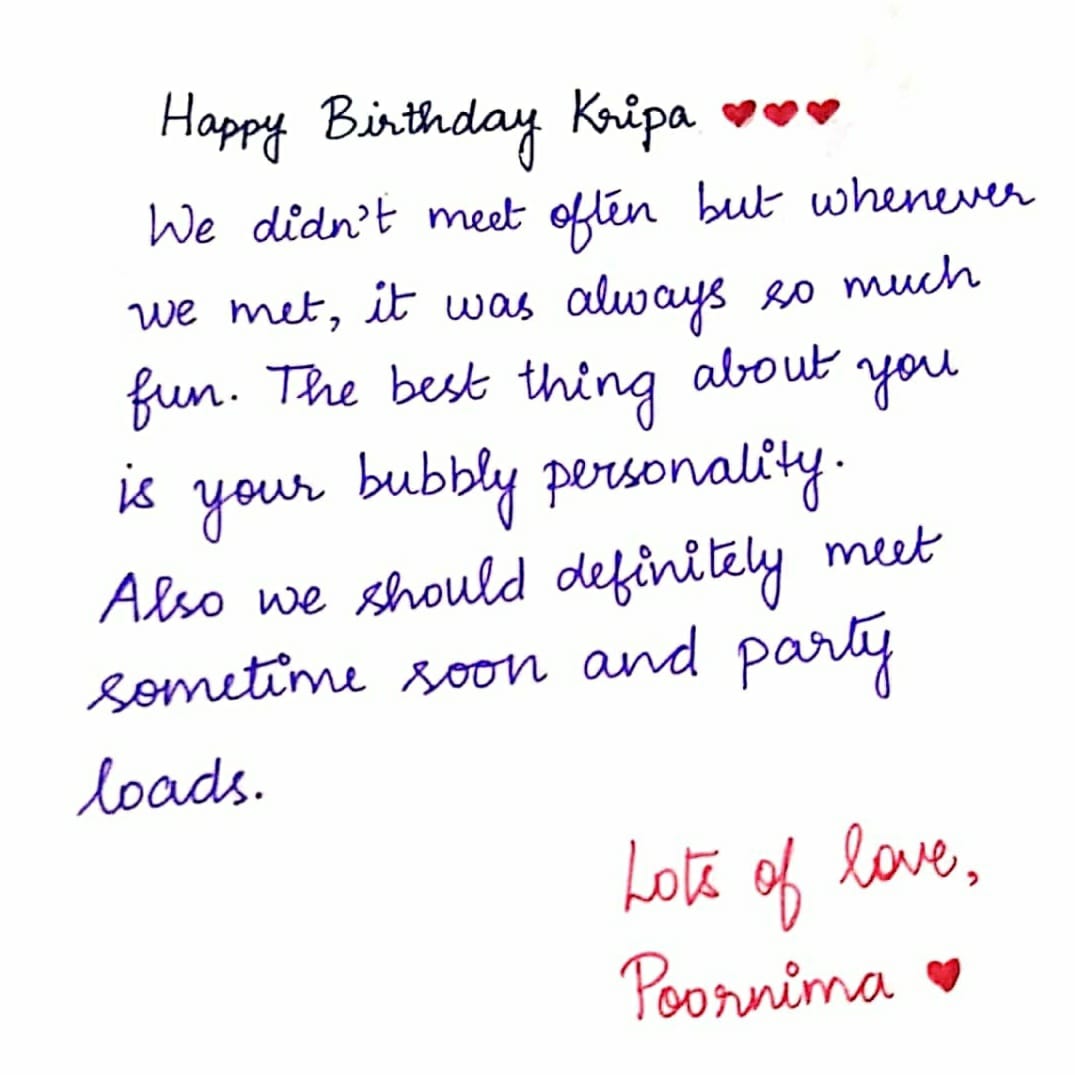 Happy Birthday Kripa ❤❤❤
We didn't meet often but whenever
we met, it was always so much
fun. The best thing about you
is your bubbly personality.
Also we should definitely meet
sometime soon and party
loads.
Lots of love,
Poornima ❤